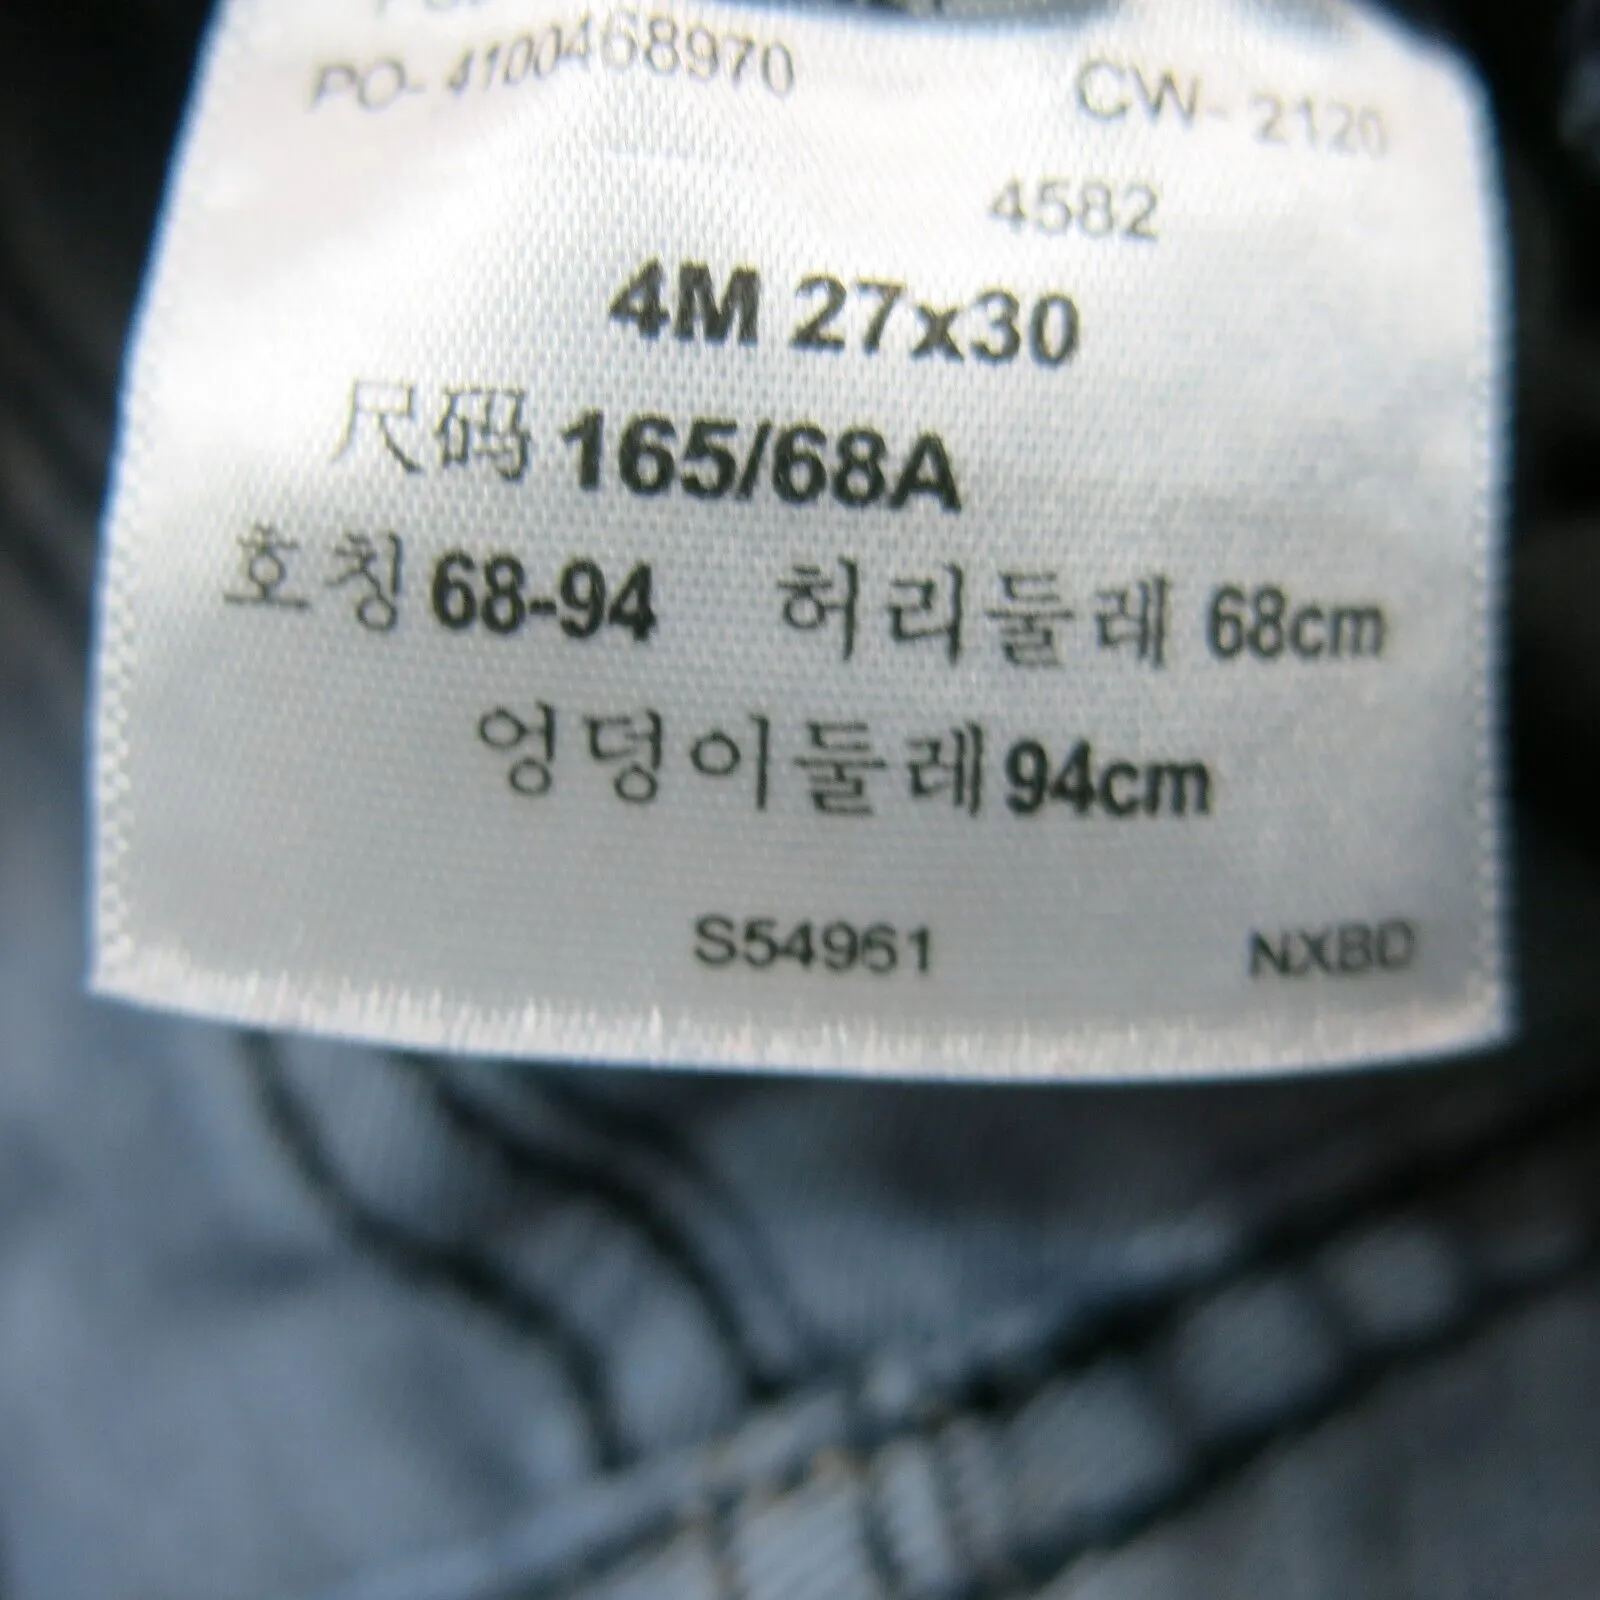 PO- 4100468970 CW- 2120
4582
4M 27x30
尺码 165/68A
호칭 68-94 허리둘레 68cm
엉덩이둘레 94cm
S54961 NXBD